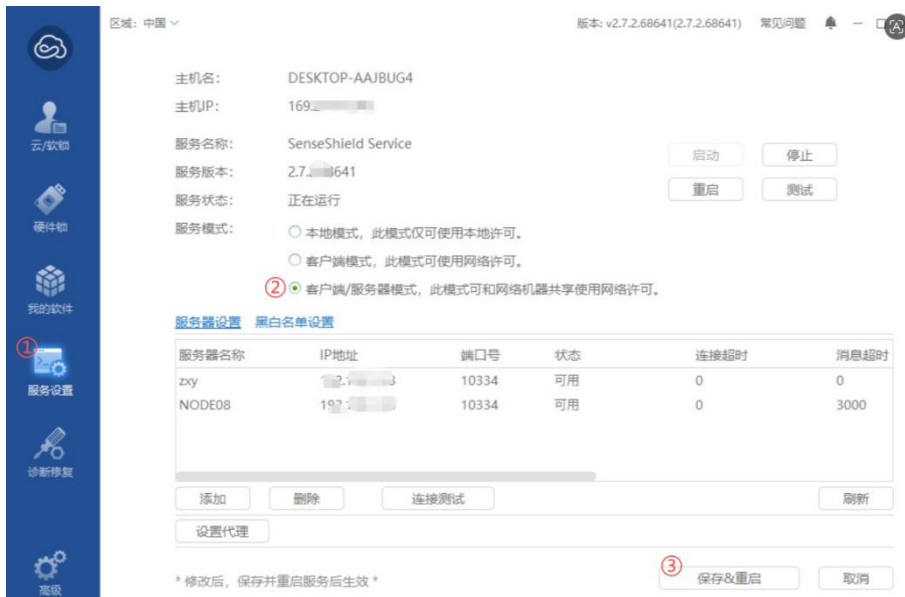 区域：中国
版本：v2.7.2.68641(2.7.2.68641) 常见问题
主机名： DESKTOP-AAJBUG4
主机IP： 169.
云/软锁
服务名称： SenseShield Service
启动 停止
服务版本： 2.7. 641
重启 测试
服务状态： 正在运行
硬件锁
服务模式： 本地模式，此模式仅可使用本地许可。
客户端模式，此模式可使用网络许可。
② 客户端/服务器模式，此模式可和网络机器共享使用网络许可。
我的软件
服务器设置 黑白名单设置
①
服务器名称 IP地址 端口号 状态 连接超时 消息超时
zxy 10334 可用 0 0
服务设置
NODE08 10334 可用 0 3000
诊断修复
添加 删除 连接测试 刷新
设置代理
③
* 修改后，保存并重启服务后生效 * 保存&重启 取消
高级